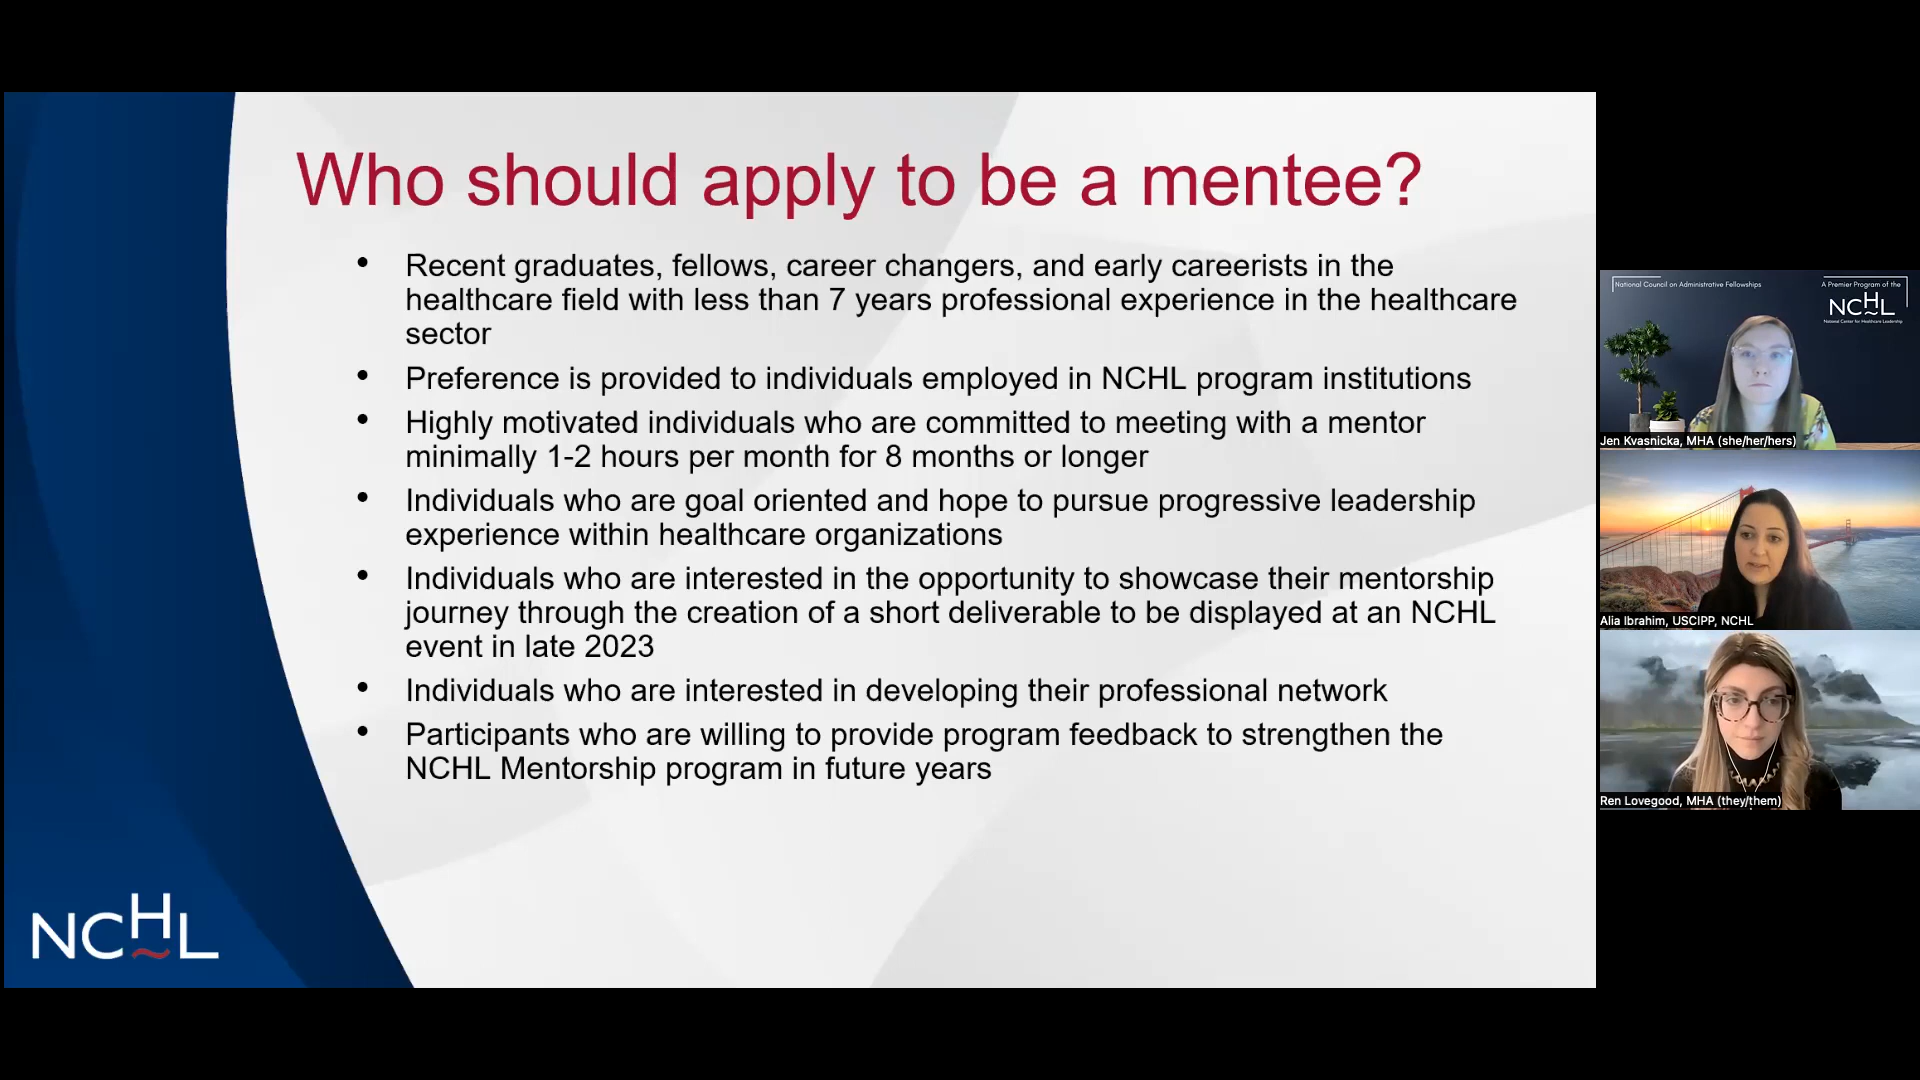 Who should apply to be a mentee?
• Recent graduates, fellows, career changers, and early careerists in the
healthcare field with less than 7 years professional experience in the healthcare
sector
• Preference is provided to individuals employed in NCHL program institutions
• Highly motivated individuals who are committed to meeting with a mentor
minimally 1-2 hours per month for 8 months or longer
• Individuals who are goal oriented and hope to pursue progressive leadership
experience within healthcare organizations
• Individuals who are interested in the opportunity to showcase their mentorship
journey through the creation of a short deliverable to be displayed at an NCHL
event in late 2023
• Individuals who are interested in developing their professional network
• Participants who are willing to provide program feedback to strengthen the
NCHL Mentorship program in future years
NCHL
National Council on Administrative Fellowships
A Premier Program of the
NCHL
National Center for Healthcare Leadership
Jen Kvasnicka, MHA (she/her/hers)
Alia Ibrahim, USCIPP, NCHL
Ren Lovegood, MHA (they/them)